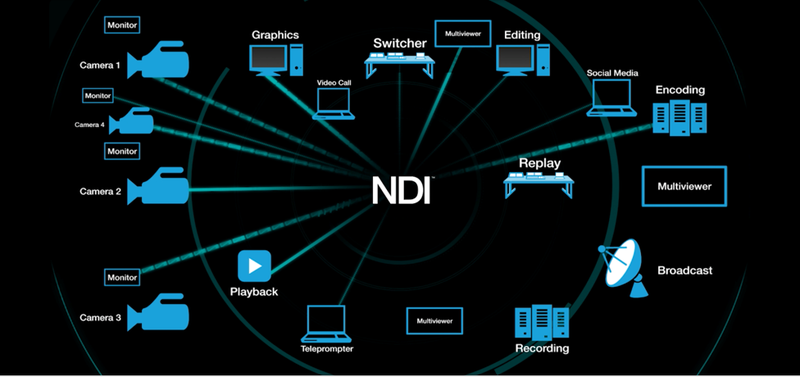 Monitor
Graphics
Switcher
Multiviewer
Editing
Camera 1
Video Call
Social Media
Encoding
Monitor
Camera 4
Monitor
Replay
Camera 2
NDI™
Multiviewer
Monitor
Playback
Broadcast
Camera 3
Multiviewer
Teleprompter
Recording